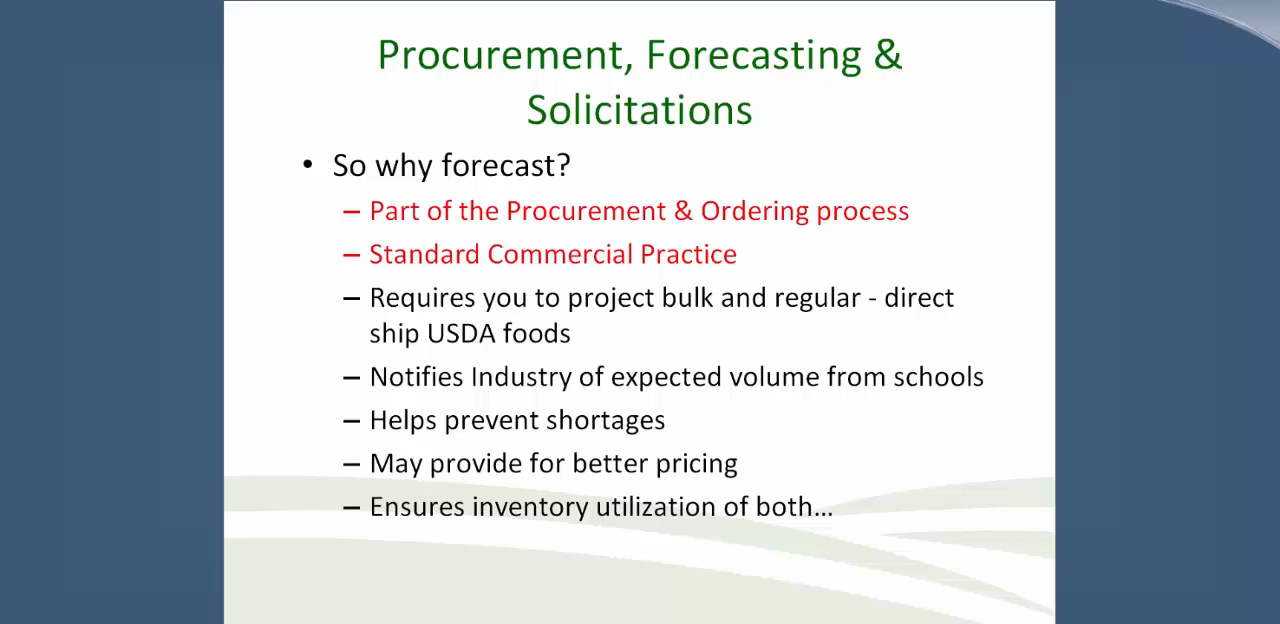 Procurement, Forecasting &
Solicitations
• So why forecast?
– Part of the Procurement & Ordering process
– Standard Commercial Practice
– Requires you to project bulk and regular - direct
ship USDA foods
– Notifies Industry of expected volume from schools
– Helps prevent shortages
– May provide for better pricing
– Ensures inventory utilization of both…